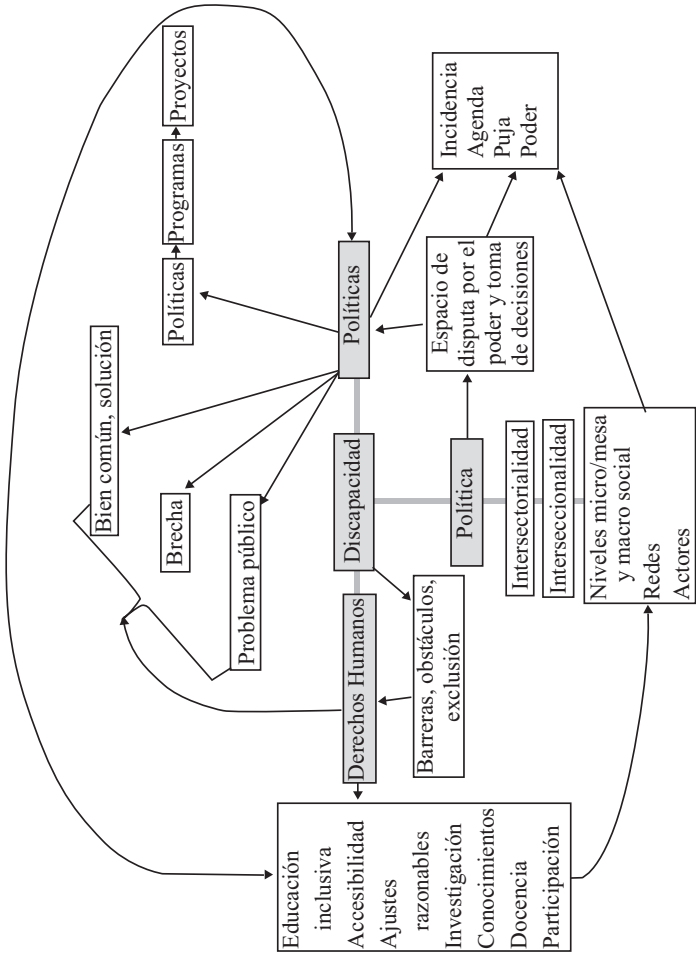 Educación
inclusiva
Accesibilidad
Ajustes
razonables
Investigación
Conocimientos
Docencia
Participación
Derechos Humanos
Barreras, obstáculos,
exclusión
Discapacidad
Política
Políticas
Problema público
Brecha
Bien común, solución
Políticas
Programas
Proyectos
Espacio de
disputa por el
poder y toma
de decisiones
Incidencia
Agenda
Puja
Poder
Intersectorialidad
Interseccionalidad
Niveles micro/mesa
y macro social
Redes
Actores